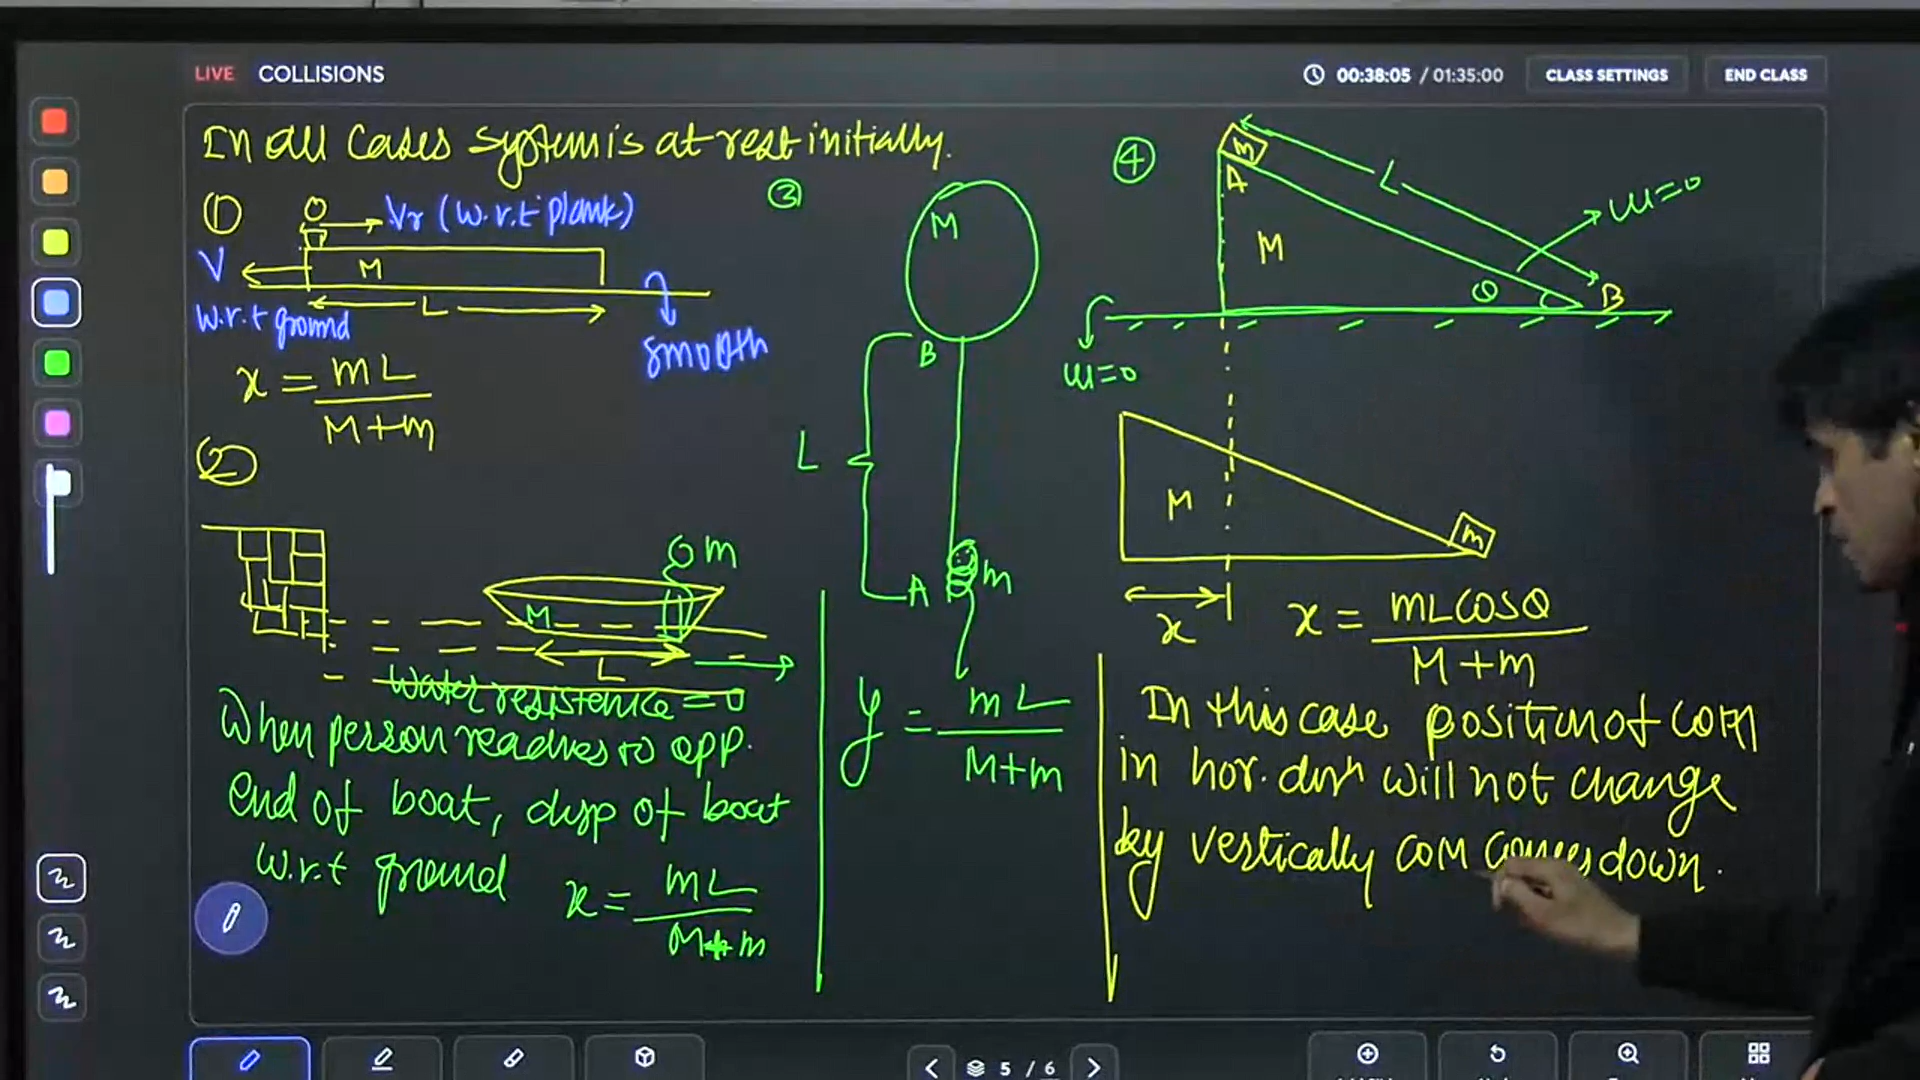 LIVE COLLISIONS
00:38:05 / 01:35:00
CLASS SETTINGS
END CLASS
In all cases system is at rest initially.
①
Vr (w.r.t plank)
V
M
w.r.t ground
L
smooth
x = mL / M+m
②
m
M
L
Water resistence = 0
When person reaches to opp.
end of boat, disp of boat
w.r.t ground x = mL / M+m
③
M
B
L
A
m
y = mL / M+m
④
m
A
L
M
θ
B
μ=0
μ=0
M
m
x
x = mLcosθ / M+m
In this case position of COM
in hor. dirn will not change
by vertically COM comes down.
5 / 6